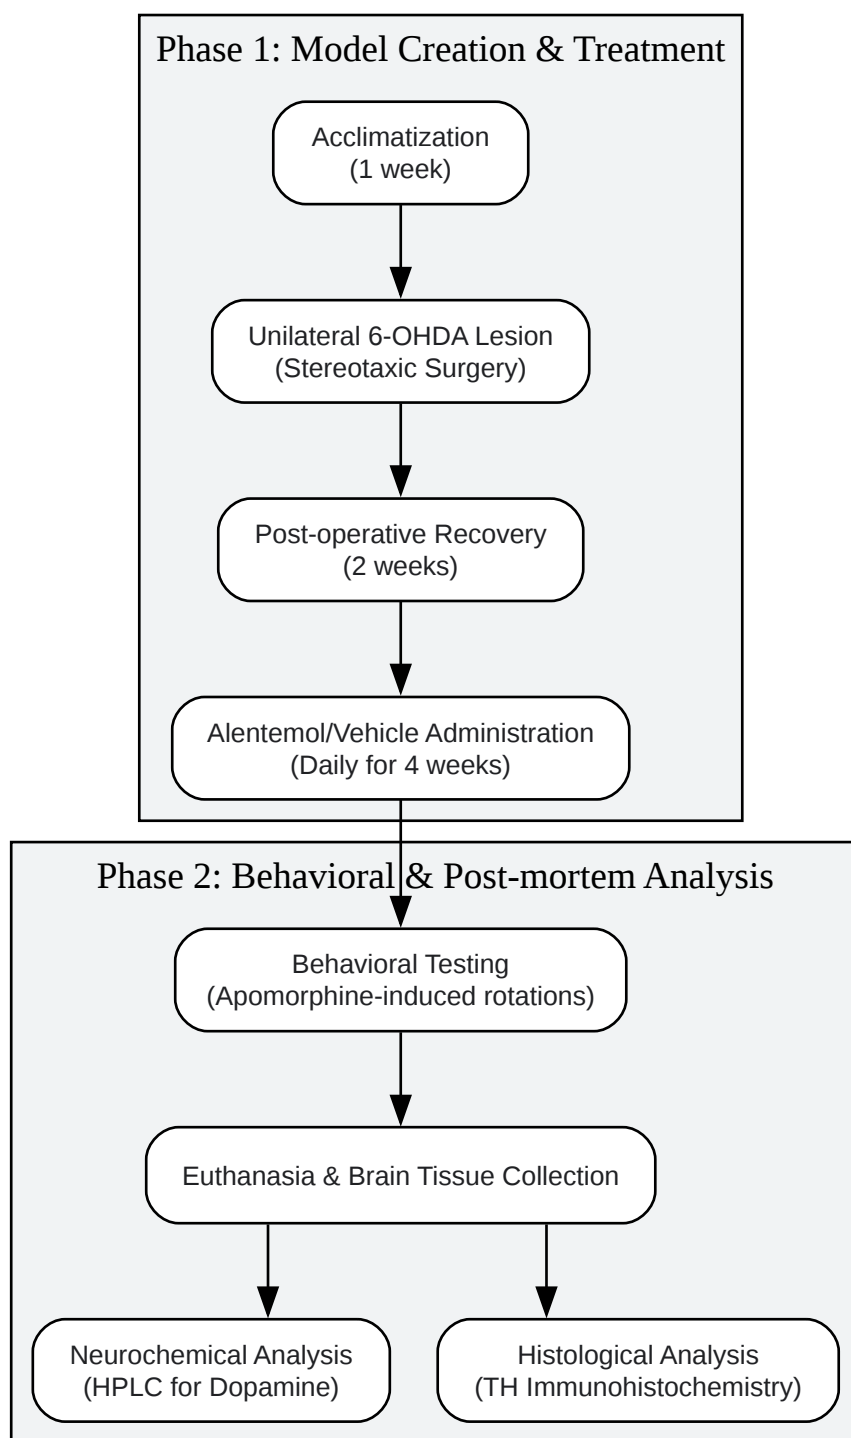 Phase 1: Model Creation & Treatment
Acclimatization
(1 week)
Unilateral 6-OHDA Lesion
(Stereotaxic Surgery)
Post-operative Recovery
(2 weeks)
Alentemol/Vehicle Administration
(Daily for 4 weeks)
Phase 2: Behavioral & Post-mortem Analysis
Behavioral Testing
(Apomorphine-induced rotations)
Euthanasia & Brain Tissue Collection
Neurochemical Analysis
(HPLC for Dopamine)
Histological Analysis
(TH Immunohistochemistry)